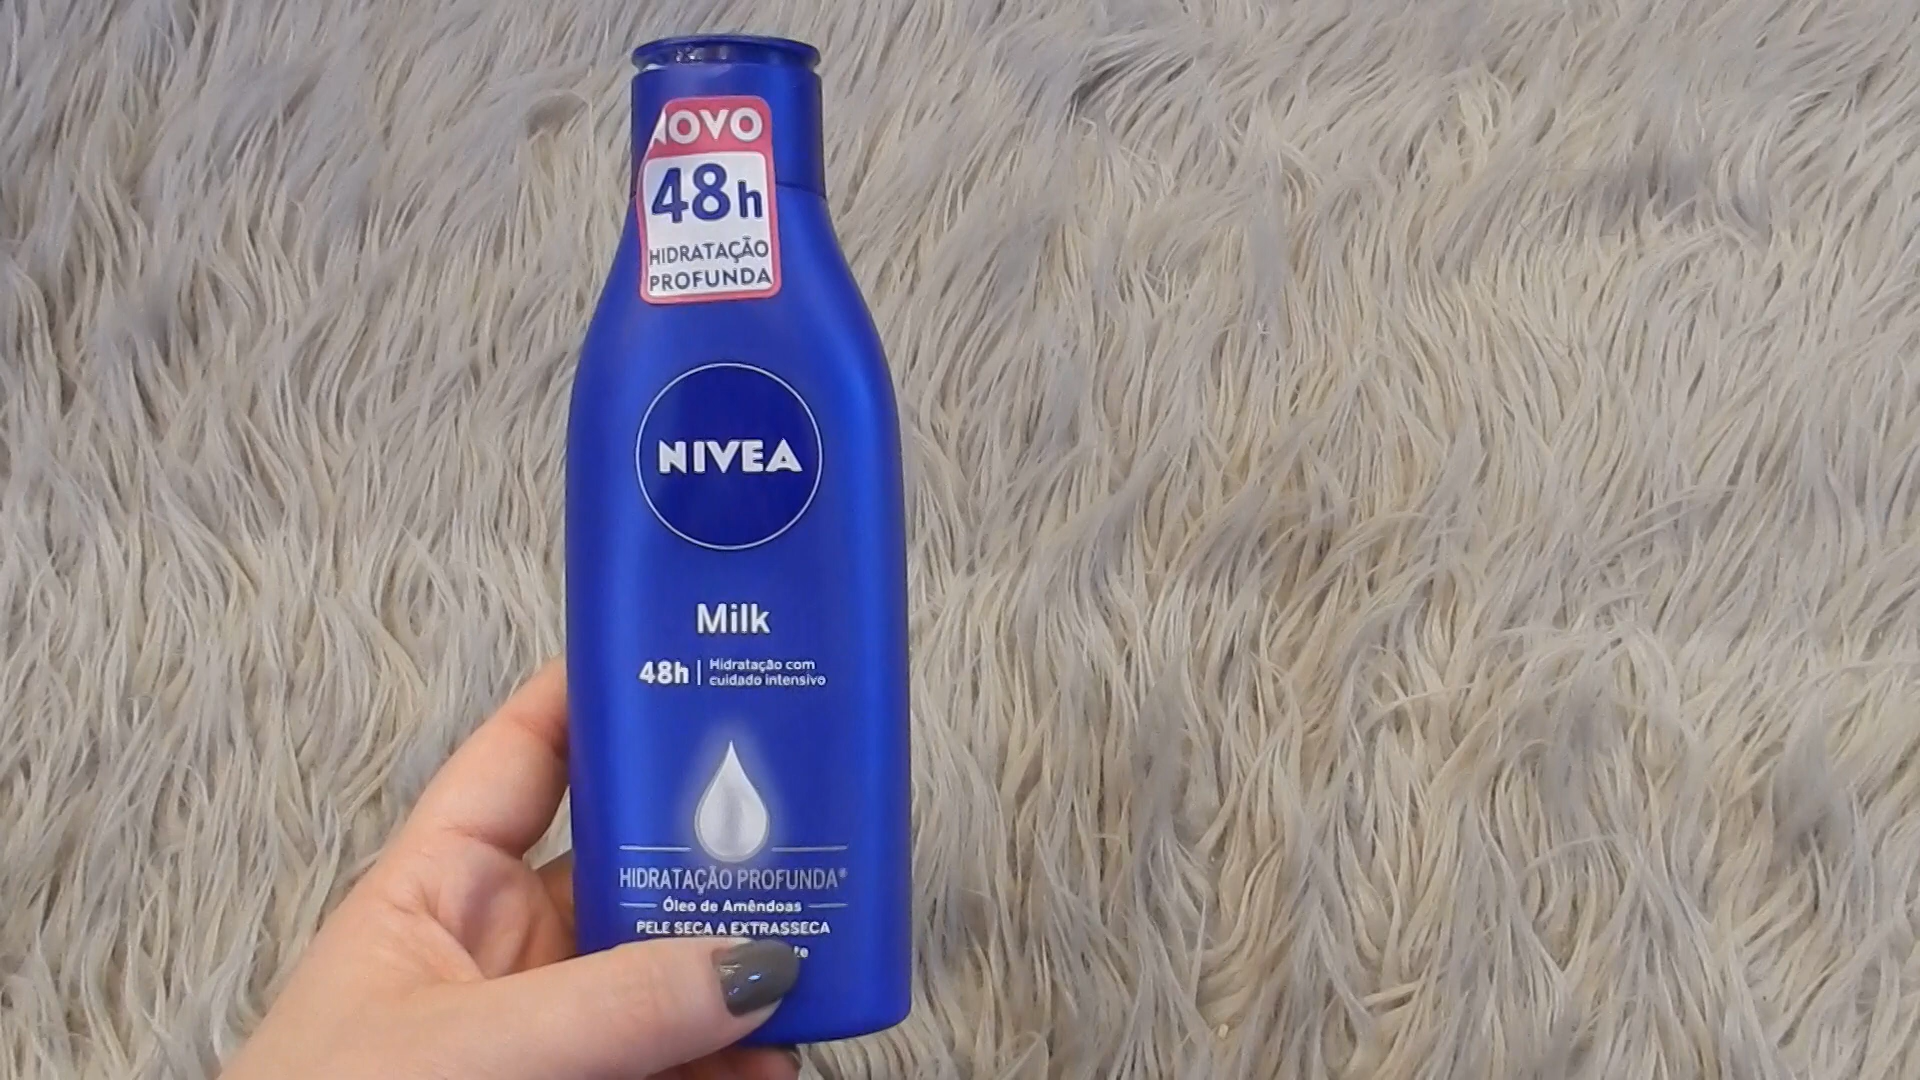 NOVO
48h
HIDRATAÇÃO
PROFUNDA
NIVEA
Milk
48h | Hidratação com
cuidado intensivo
HIDRATAÇÃO PROFUNDA*
Óleo de Amêndoas
PELE SECA A EXTRASSECA